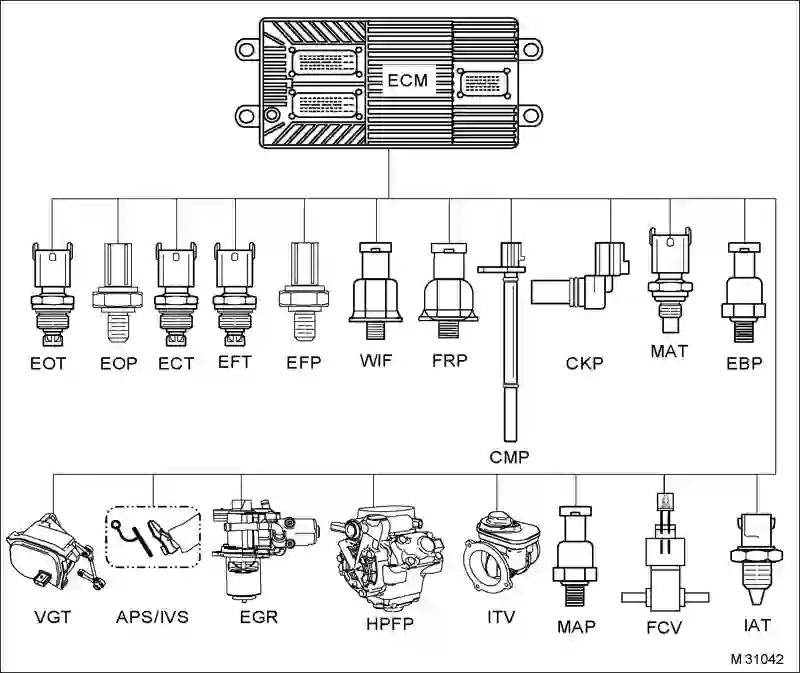 ECM
EOT EOP ECT EFT EFP WIF FRP CMP CKP MAT EBP
VGT APS/IVS EGR HPFP ITV MAP FCV IAT
M 31042